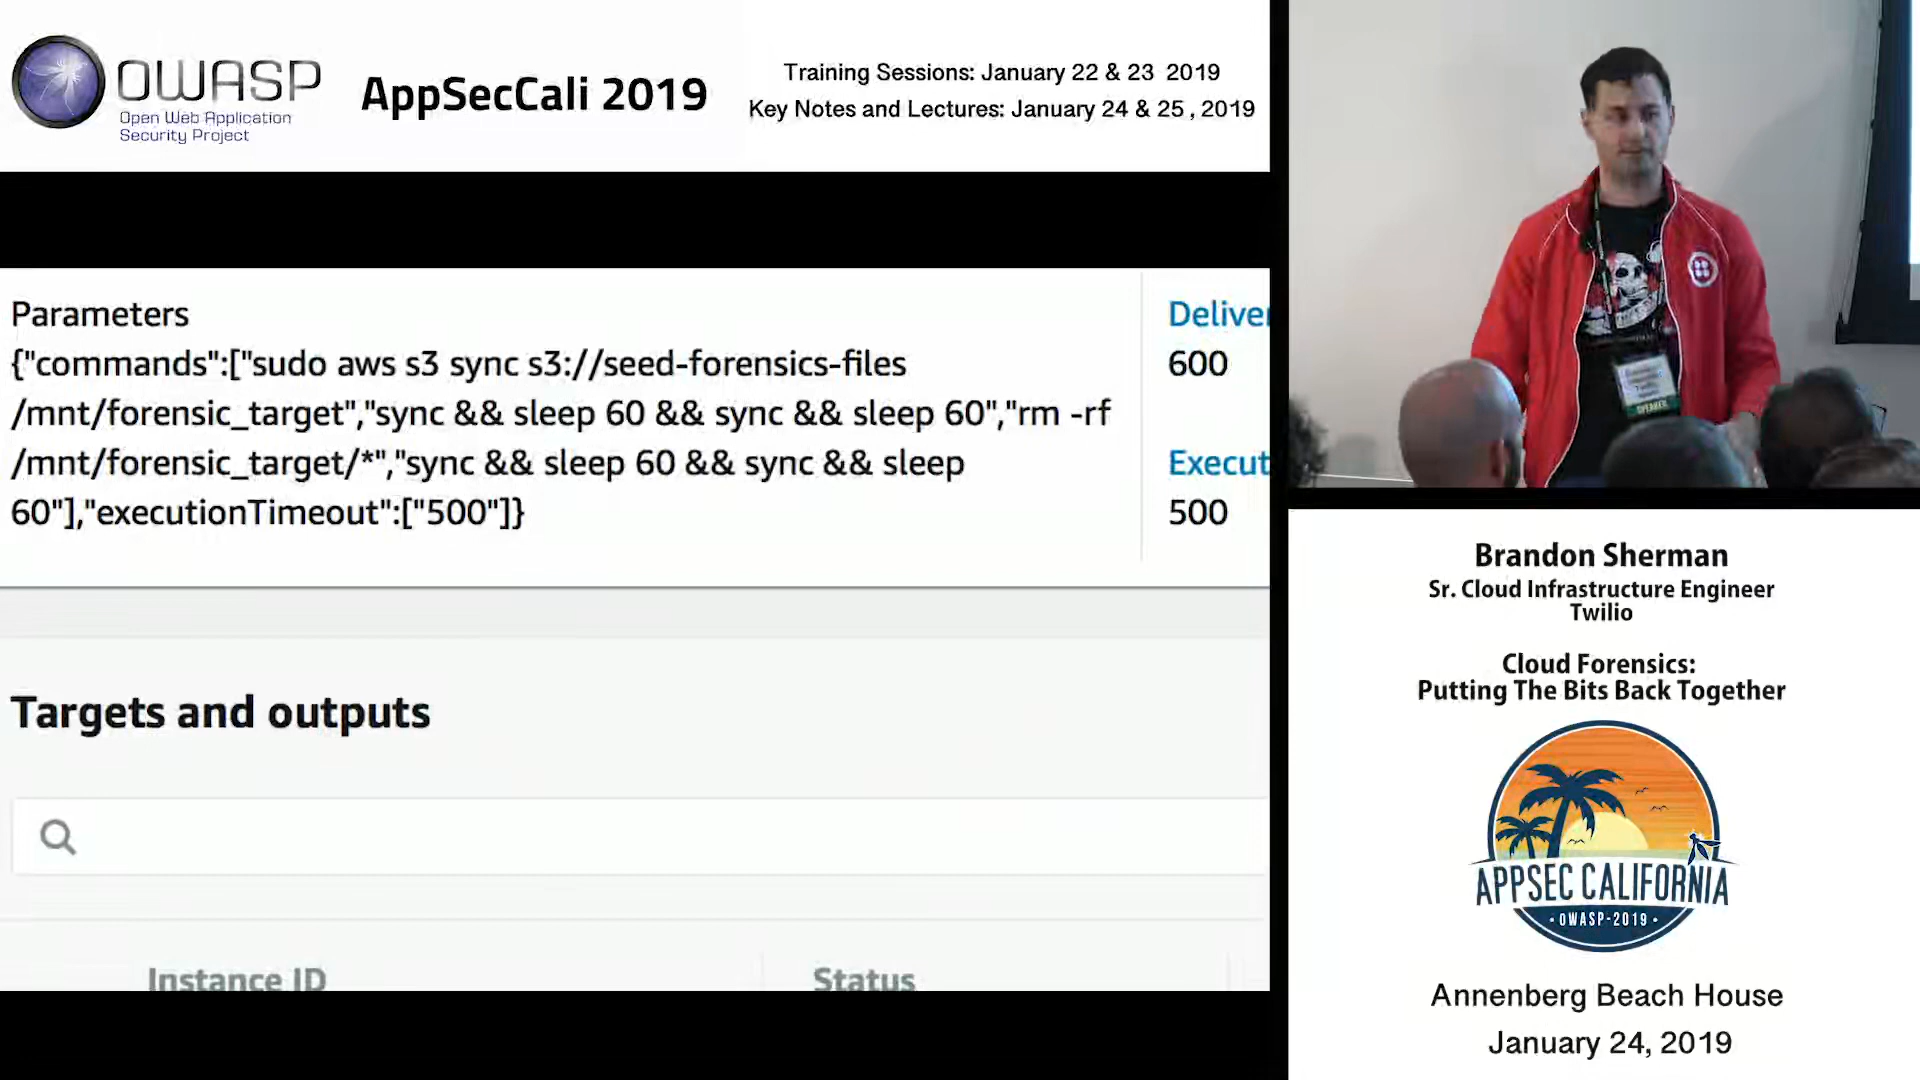 OWASP
Open Web Application
Security Project
AppSecCali 2019
Training Sessions: January 22 & 23 2019
Key Notes and Lectures: January 24 & 25 , 2019
Parameters
{"commands":["sudo aws s3 sync s3://seed-forensics-files
/mnt/forensic_target","sync && sleep 60 && sync && sleep 60","rm -rf
/mnt/forensic_target/*","sync && sleep 60 && sync && sleep
60"],"executionTimeout":["500"]}
Deliver
600
Execut
500
Targets and outputs
Instance ID
Status
SPEAKER
Brandon Sherman
Sr. Cloud Infrastructure Engineer
Twilio
Cloud Forensics:
Putting The Bits Back Together
APPSEC CALIFORNIA
• OWASP-2019 •
Annenberg Beach House
January 24, 2019